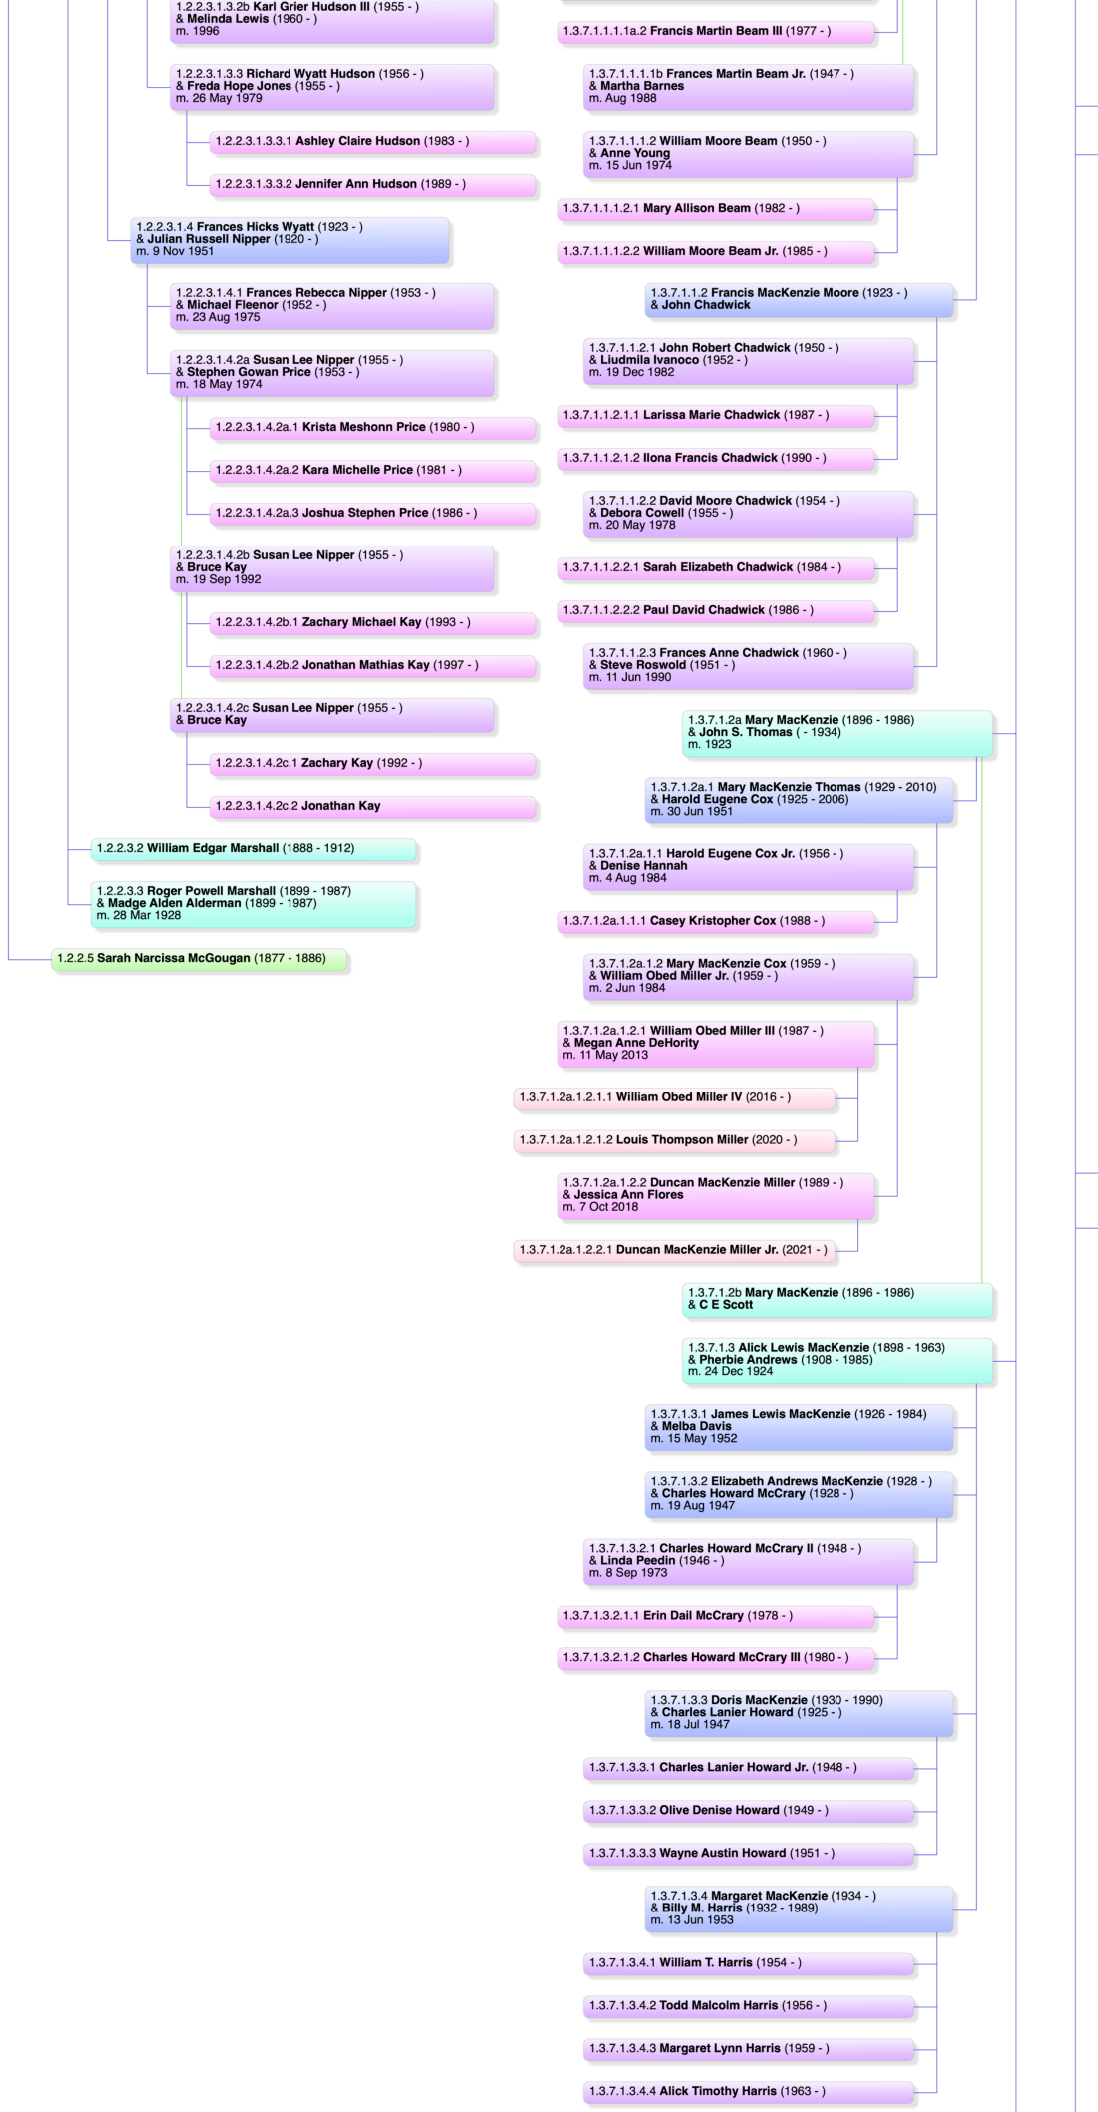 1.2.2.3.1.3.2b Karl Grier Hudson III (1955 - )
& Melinda Lewis (1960 - )
m. 1996
1.2.2.3.1.3.3 Richard Wyatt Hudson (1956 - )
& Freda Hope Jones (1955 - )
m. 26 May 1979
1.2.2.3.1.3.3.1 Ashley Claire Hudson (1983 - )
1.2.2.3.1.3.3.2 Jennifer Ann Hudson (1989 - )
1.2.2.3.1.4 Frances Hicks Wyatt (1923 - )
& Julian Russell Nipper (1920 - )
m. 9 Nov 1951
1.2.2.3.1.4.1 Frances Rebecca Nipper (1953 - )
& Michael Fleenor (1952 - )
m. 23 Aug 1975
1.2.2.3.1.4.2a Susan Lee Nipper (1955 - )
& Stephen Gowan Price (1953 - )
m. 18 May 1974
1.2.2.3.1.4.2a.1 Krista Meshonn Price (1980 - )
1.2.2.3.1.4.2a.2 Kara Michelle Price (1981 - )
1.2.2.3.1.4.2a.3 Joshua Stephen Price (1986 - )
1.2.2.3.1.4.2b Susan Lee Nipper (1955 - )
& Bruce Kay
m. 19 Sep 1992
1.2.2.3.1.4.2b.1 Zachary Michael Kay (1993 - )
1.2.2.3.1.4.2b.2 Jonathan Mathias Kay (1997 - )
1.2.2.3.1.4.2c Susan Lee Nipper (1955 - )
& Bruce Kay
1.2.2.3.1.4.2c.1 Zachary Kay (1992 - )
1.2.2.3.1.4.2c.2 Jonathan Kay
1.2.2.3.2 William Edgar Marshall (1888 - 1912)
1.2.2.3.3 Roger Powell Marshall (1899 - 1987)
& Madge Alden Alderman (1899 - 1987)
m. 28 Mar 1928
1.2.2.5 Sarah Narcissa McGougan (1877 - 1886)
1.3.7.1.1.1.1a.2 Francis Martin Beam III (1977 - )
1.3.7.1.1.1.1b Frances Martin Beam Jr. (1947 - )
& Martha Barnes
m. Aug 1988
1.3.7.1.1.1.2 William Moore Beam (1950 - )
& Anne Young
m. 15 Jun 1974
1.3.7.1.1.1.2.1 Mary Allison Beam (1982 - )
1.3.7.1.1.1.2.2 William Moore Beam Jr. (1985 - )
1.3.7.1.1.2 Francis MacKenzie Moore (1923 - )
& John Chadwick
1.3.7.1.1.2.1 John Robert Chadwick (1950 - )
& Liudmila Ivanoco (1952 - )
m. 19 Dec 1982
1.3.7.1.1.2.1.1 Larissa Marie Chadwick (1987 - )
1.3.7.1.1.2.1.2 Ilona Francis Chadwick (1990 - )
1.3.7.1.1.2.2 David Moore Chadwick (1954 - )
& Debora Cowell (1955 - )
m. 20 May 1978
1.3.7.1.1.2.2.1 Sarah Elizabeth Chadwick (1984 - )
1.3.7.1.1.2.2.2 Paul David Chadwick (1986 - )
1.3.7.1.1.2.3 Frances Anne Chadwick (1960 - )
& Steve Roswold (1951 - )
m. 11 Jun 1990
1.3.7.1.2a Mary MacKenzie (1896 - 1986)
& John S. Thomas ( - 1934)
m. 1923
1.3.7.1.2a.1 Mary MacKenzie Thomas (1929 - 2010)
& Harold Eugene Cox (1925 - 2006)
m. 30 Jun 1951
1.3.7.1.2a.1.1 Harold Eugene Cox Jr. (1956 - )
& Denise Hannah
m. 4 Aug 1984
1.3.7.1.2a.1.1.1 Casey Kristopher Cox (1988 - )
1.3.7.1.2a.1.2 Mary MacKenzie Cox (1959 - )
& William Obed Miller Jr. (1959 - )
m. 2 Jun 1984
1.3.7.1.2a.1.2.1 William Obed Miller III (1987 - )
& Megan Anne DeHority
m. 11 May 2013
1.3.7.1.2a.1.2.1.1 William Obed Miller IV (2016 - )
1.3.7.1.2a.1.2.1.2 Louis Thompson Miller (2020 - )
1.3.7.1.2a.1.2.2 Duncan MacKenzie Miller (1989 - )
& Jessica Ann Flores
m. 7 Oct 2018
1.3.7.1.2a.1.2.2.1 Duncan MacKenzie Miller Jr. (2021 - )
1.3.7.1.2b Mary MacKenzie (1896 - 1986)
& C E Scott
1.3.7.1.3 Alick Lewis MacKenzie (1898 - 1963)
& Pherbie Andrews (1908 - 1985)
m. 24 Dec 1924
1.3.7.1.3.1 James Lewis MacKenzie (1926 - 1984)
& Melba Davis
m. 15 May 1952
1.3.7.1.3.2 Elizabeth Andrews MacKenzie (1928 - )
& Charles Howard McCrary (1928 - )
m. 19 Aug 1947
1.3.7.1.3.2.1 Charles Howard McCrary II (1948 - )
& Linda Peedin (1946 - )
m. 8 Sep 1973
1.3.7.1.3.2.1.1 Erin Dail McCrary (1978 - )
1.3.7.1.3.2.1.2 Charles Howard McCrary III (1980 - )
1.3.7.1.3.3 Doris MacKenzie (1930 - 1990)
& Charles Lanier Howard (1925 - )
m. 18 Jul 1947
1.3.7.1.3.3.1 Charles Lanier Howard Jr. (1948 - )
1.3.7.1.3.3.2 Olive Denise Howard (1949 - )
1.3.7.1.3.3.3 Wayne Austin Howard (1951 - )
1.3.7.1.3.4 Margaret MacKenzie (1934 - )
& Billy M. Harris (1932 - 1989)
m. 13 Jun 1953
1.3.7.1.3.4.1 William T. Harris (1954 - )
1.3.7.1.3.4.2 Todd Malcolm Harris (1956 - )
1.3.7.1.3.4.3 Margaret Lynn Harris (1959 - )
1.3.7.1.3.4.4 Alick Timothy Harris (1963 - )